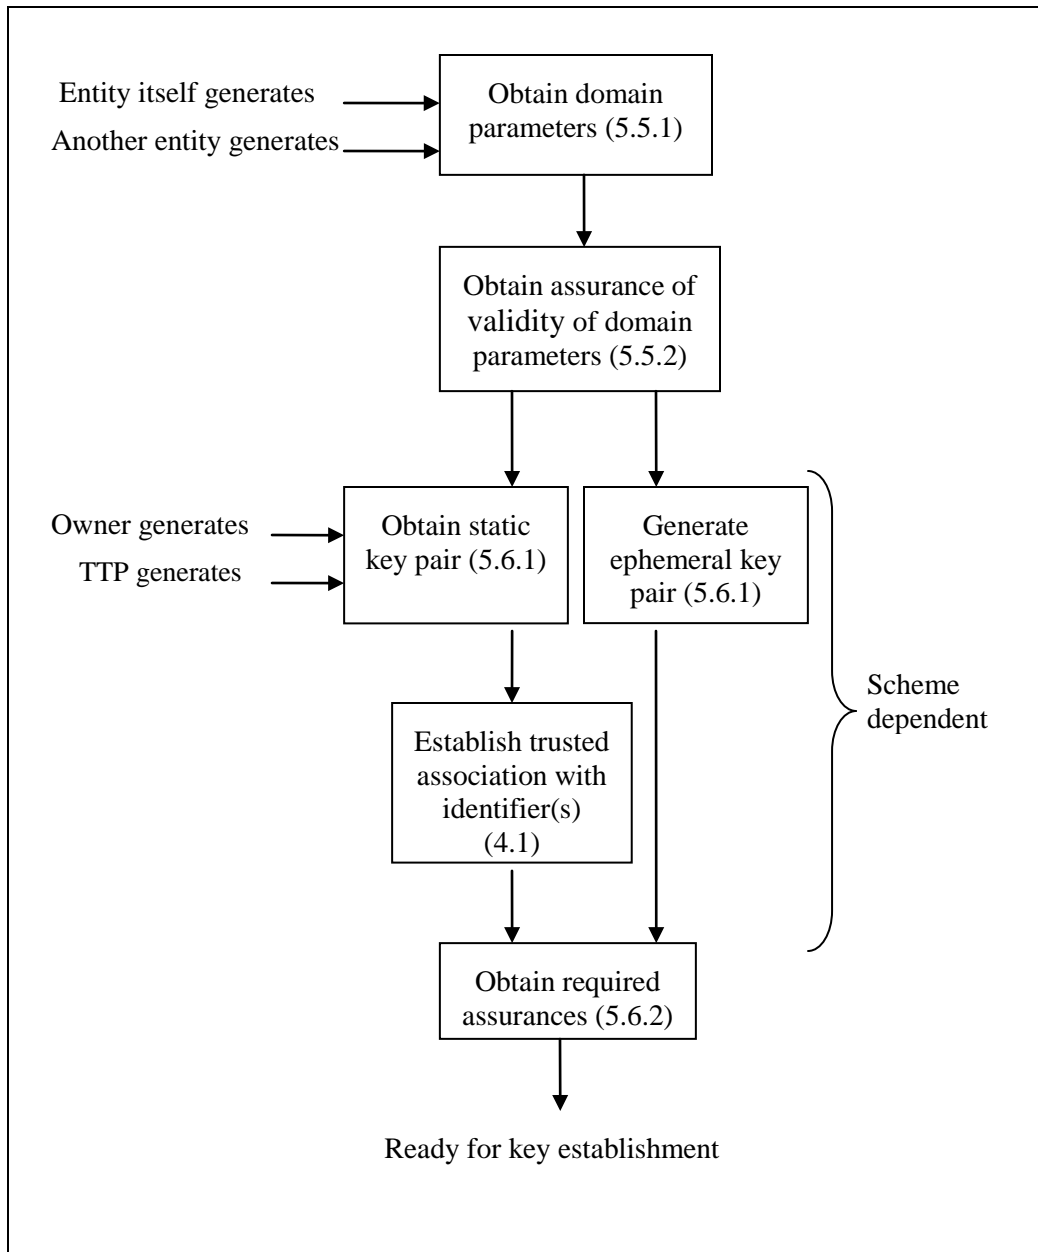 Entity itself generates
Another entity generates
Obtain domain
parameters (5.5.1)
Obtain assurance of
validity of domain
parameters (5.5.2)
Owner generates
TTP generates
Obtain static
key pair (5.6.1)
Generate
ephemeral key
pair (5.6.1)
Scheme
dependent
Establish trusted
association with
identifier(s)
(4.1)
Obtain required
assurances (5.6.2)
Ready for key establishment